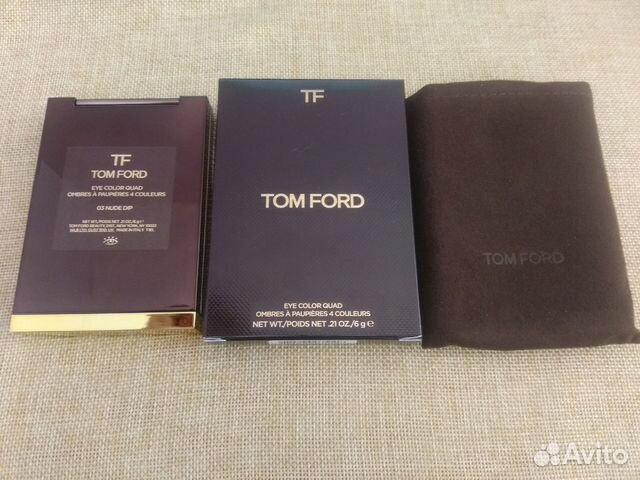 TF
TOM FORD
EYE COLOR QUAD
OMBRES À PAUPIÈRES 4 COULEURS
03 NUDE DIP
NET WT./POIDS NET .21 OZ./6 g ℮
TOM FORD BEAUTY, DIST. NEW YORK, NY 10022
MADE IN ITALY
TF
TOM FORD
EYE COLOR QUAD
OMBRES À PAUPIÈRES 4 COULEURS
NET WT./POIDS NET .21 OZ./6 g ℮
TOM FORD
Avito